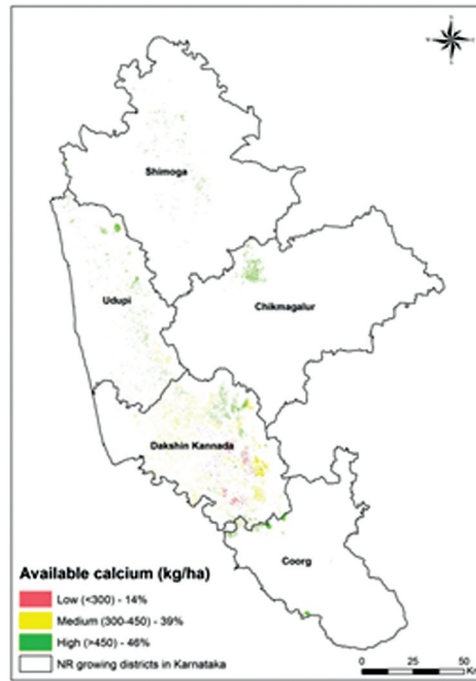 Shimoga
Udupi
Chikmagalur
Dakshin Kannada
Coorg
Available calcium (kg/ha)
Low (<300) - 14%
Medium (300-450) - 39%
High (>450) - 46%
NR growing districts in Karnataka
0 25 50